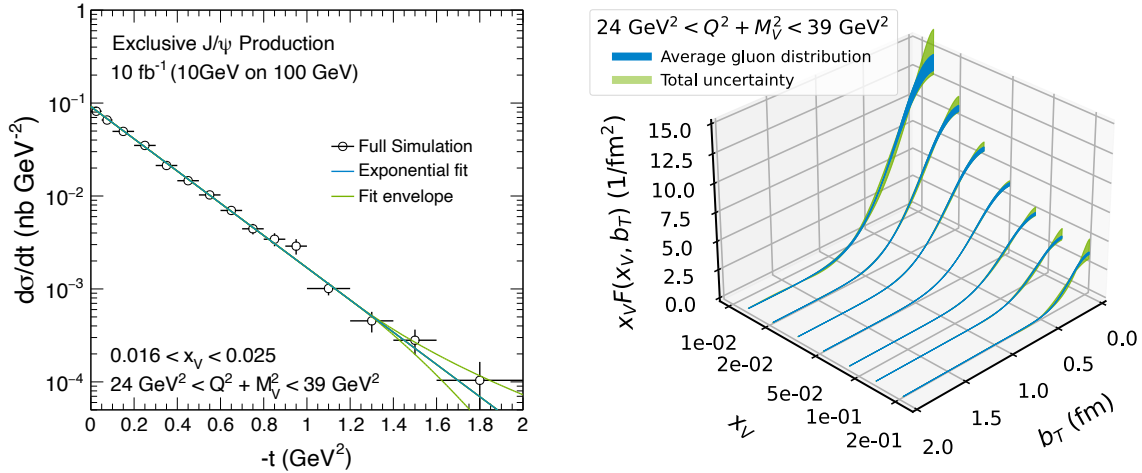 Exclusive J/ψ Production
10 fb⁻¹ (10GeV on 100 GeV)
Full Simulation
Exponential fit
Fit envelope
0.016 < x_V < 0.025
24 GeV² < Q² + M_V² < 39 GeV²
dσ/dt (nb GeV⁻²)
1
10⁻¹
10⁻²
10⁻³
10⁻⁴
0 0.2 0.4 0.6 0.8 1 1.2 1.4 1.6 1.8 2
-t (GeV²)
24 GeV² < Q² + M_V² < 39 GeV²
Average gluon distribution
Total uncertainty
x_V F(x_V, b_T) (1/fm²)
15.0
12.5
10.0
7.5
5.0
2.5
0.0
1e-02
2e-02
5e-02
1e-01
2e-01
x_V
0.0
0.5
1.0
1.5
2.0
b_T (fm)